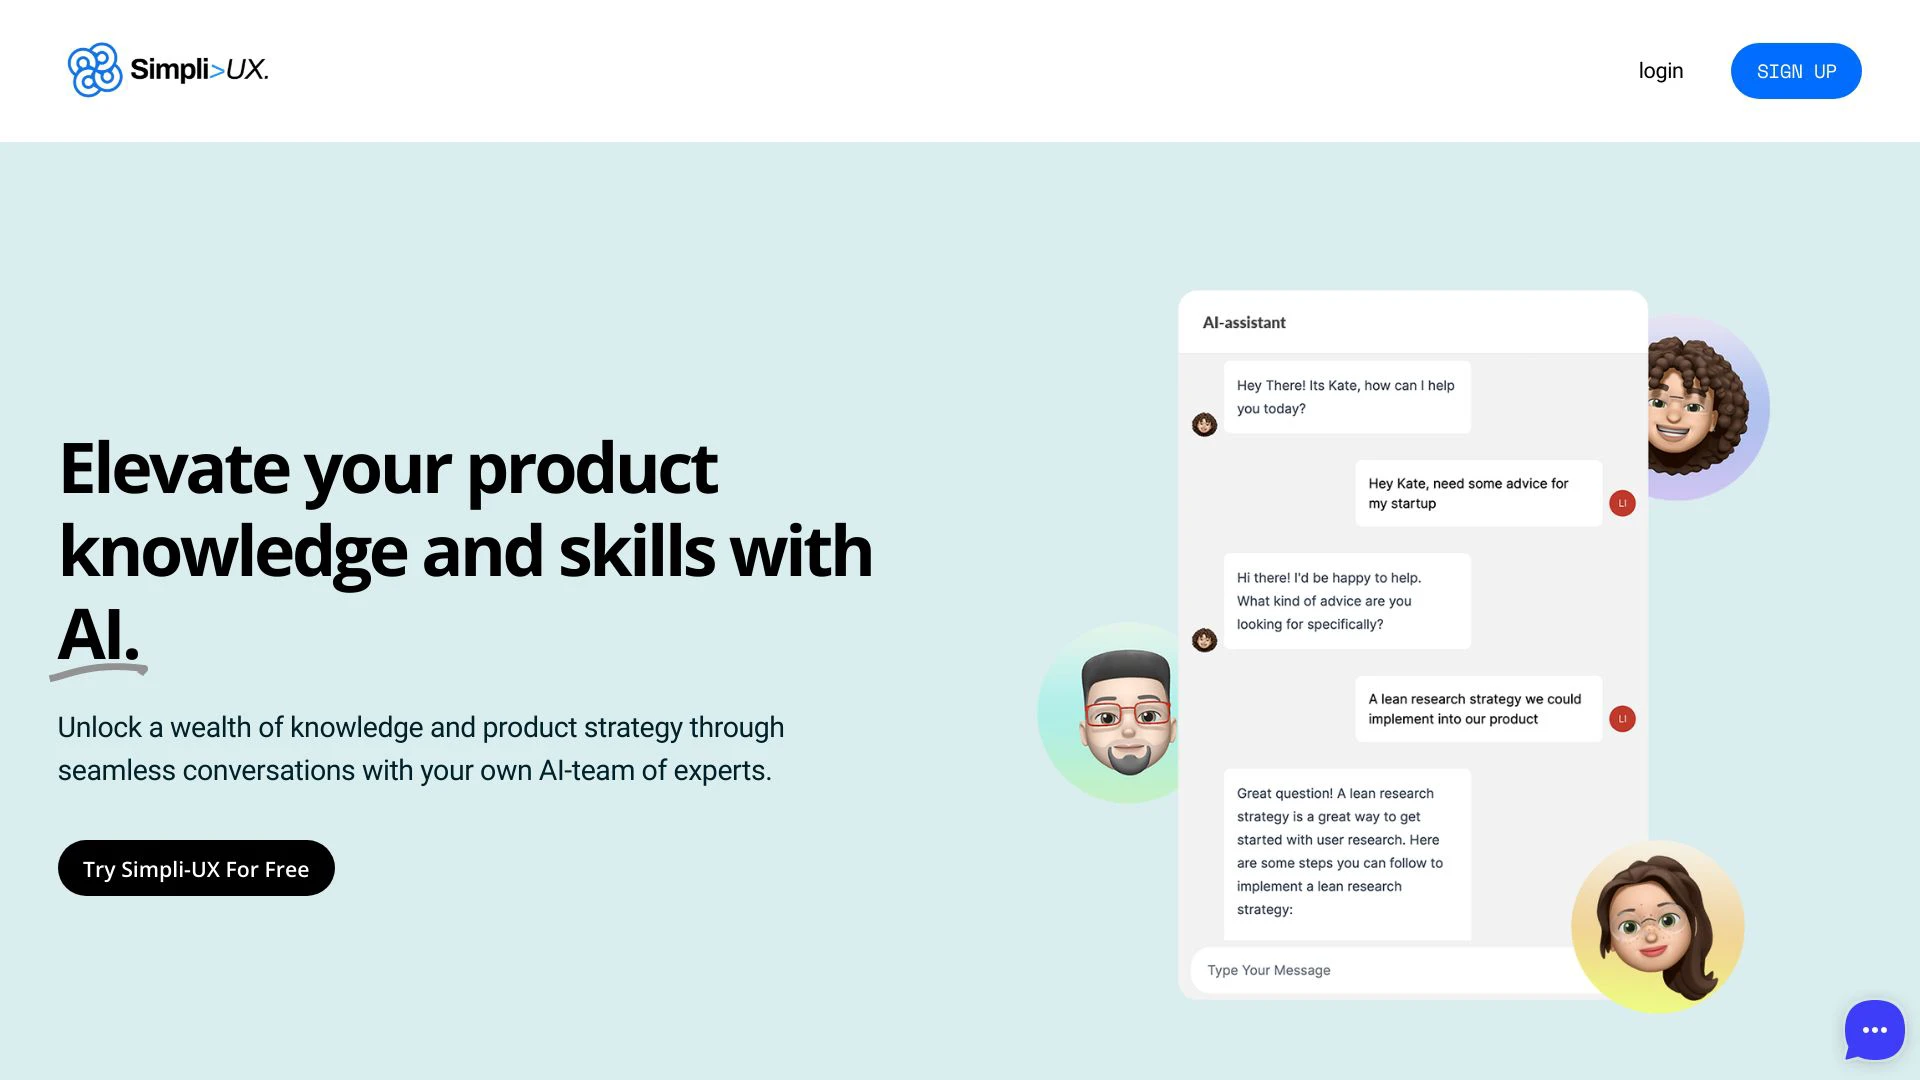 Simpli>UX.
login
SIGN UP
Elevate your product
knowledge and skills with
AI.
Unlock a wealth of knowledge and product strategy through
seamless conversations with your own AI-team of experts.
Try Simpli-UX For Free
AI-assistant
Hey There! Its Kate, how can I help
you today?
Hey Kate, need some advice for
my startup
LI
Hi there! I'd be happy to help.
What kind of advice are you
looking for specifically?
A lean research strategy we could
implement into our product
LI
Great question! A lean research
strategy is a great way to get
started with user research. Here
are some steps you can follow to
implement a lean research
strategy:
Type Your Message